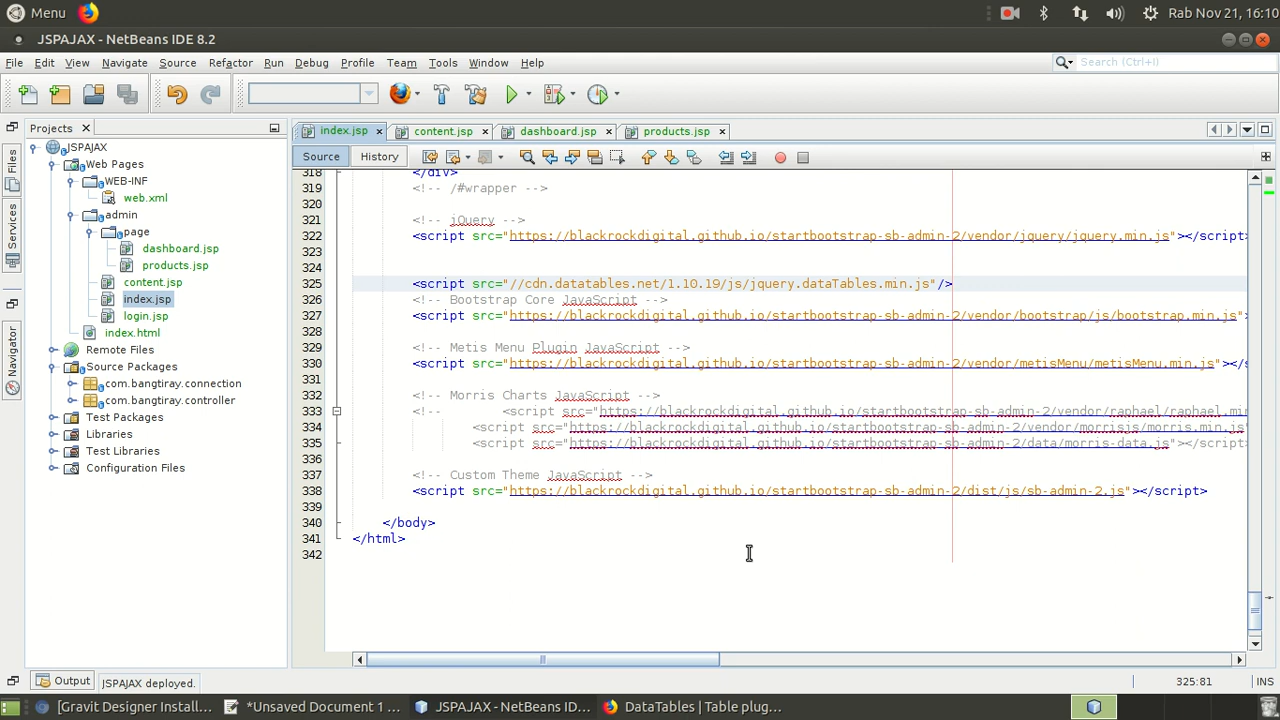 Menu
Rab Nov 21, 16:10
JSPAJAX - NetBeans IDE 8.2
File Edit View Navigate Source Refactor Run Debug Profile Team Tools Window Help
Search (Ctrl+I)
Projects
index.jsp content.jsp dashboard.jsp products.jsp
Source History
Files
Services
Navigator
JSPAJAX
Web Pages
WEB-INF
web.xml
admin
page
dashboard.jsp
products.jsp
content.jsp
index.jsp
login.jsp
index.html
Remote Files
Source Packages
com.bangtiray.connection
com.bangtiray.controller
Test Packages
Libraries
Test Libraries
Configuration Files
318 </div>
319 <!-- /#wrapper -->
320
321 <!-- jQuery -->
322 <script src="https://blackrockdigital.github.io/startbootstrap-sb-admin-2/vendor/jquery/jquery.min.js"></script>
323
324
325 <script src="//cdn.datatables.net/1.10.19/js/jquery.dataTables.min.js"/>
326 <!-- Bootstrap Core JavaScript -->
327 <script src="https://blackrockdigital.github.io/startbootstrap-sb-admin-2/vendor/bootstrap/js/bootstrap.min.js">
328
329 <!-- Metis Menu Plugin JavaScript -->
330 <script src="https://blackrockdigital.github.io/startbootstrap-sb-admin-2/vendor/metisMenu/metisMenu.min.js"></s
331
332 <!-- Morris Charts JavaScript -->
333 <!-- <script src="https://blackrockdigital.github.io/startbootstrap-sb-admin-2/vendor/raphael/raphael.mi
334 <script src="https://blackrockdigital.github.io/startbootstrap-sb-admin-2/vendor/morrisjs/morris.min.js"
335 <script src="https://blackrockdigital.github.io/startbootstrap-sb-admin-2/data/morris-data.js"></script>
336
337 <!-- Custom Theme JavaScript -->
338 <script src="https://blackrockdigital.github.io/startbootstrap-sb-admin-2/dist/js/sb-admin-2.js"></script>
339
340 </body>
341 </html>
342
Output
JSPAJAX deployed.
325:81
INS
[Gravit Designer Install...
*Unsaved Document 1 ...
JSPAJAX - NetBeans IDE...
DataTables | Table plug...